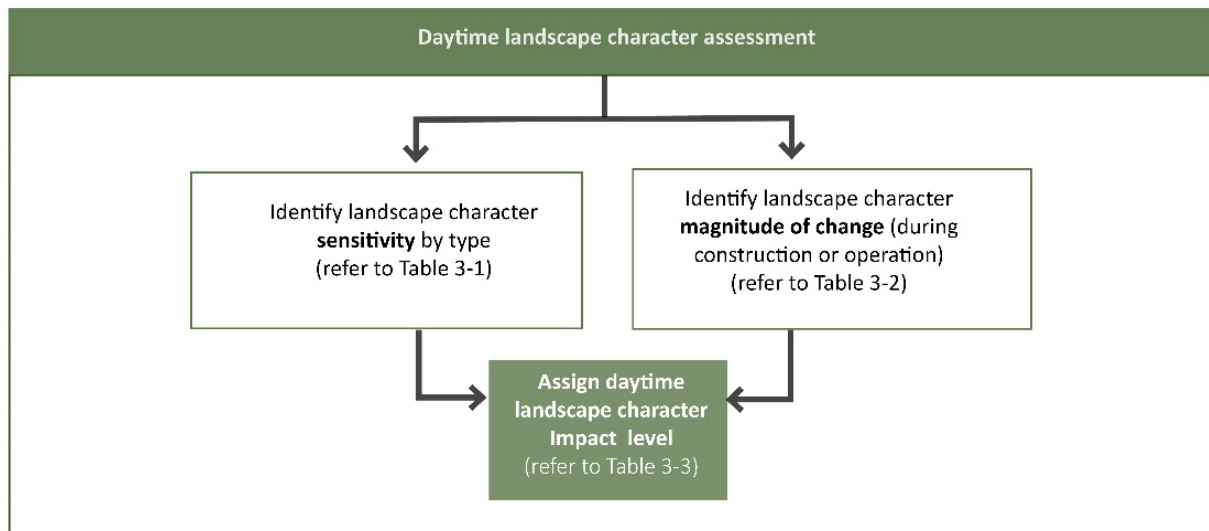 Daytime landscape character assessment
Identify landscape character
sensitivity by type
(refer to Table 3-1)
Identify landscape character
magnitude of change (during
construction or operation)
(refer to Table 3-2)
Assign daytime
landscape character
Impact level
(refer to Table 3-3)